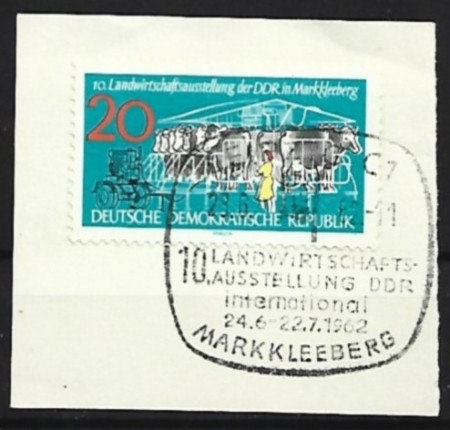 10. Landwirtschaftsausstellung der DDR in Markkleeberg
20
DEUTSCHE DEMOKRATISCHE REPUBLIK
10. LANDWIRTSCHAFTS-
AUSSTELLUNG DDR
international
24.6-22.7.1962
MARKKLEEBERG